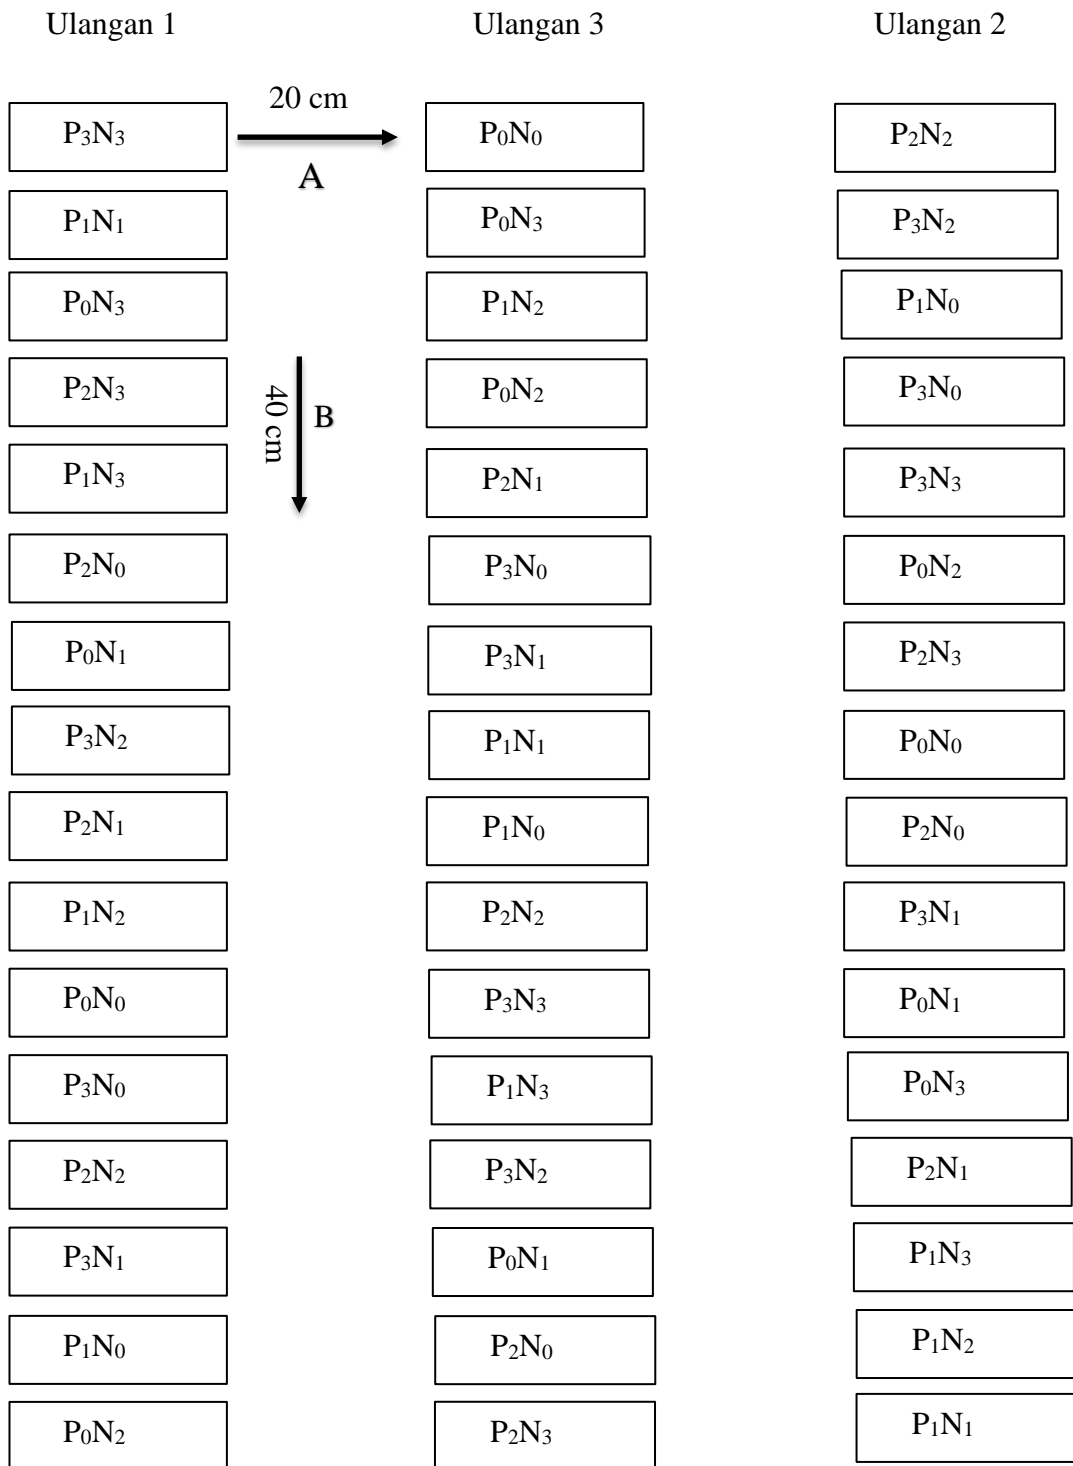 Ulangan 1 Ulangan 3 Ulangan 2
20 cm
P₃N₃ P₀N₀ P₂N₂
A
P₁N₁ P₀N₃ P₃N₂
P₀N₃ P₁N₂ P₁N₀
P₂N₃ P₀N₂ P₃N₀
40 cm B
P₁N₃ P₂N₁ P₃N₃
P₂N₀ P₃N₀ P₀N₂
P₀N₁ P₃N₁ P₂N₃
P₃N₂ P₁N₁ P₀N₀
P₂N₁ P₁N₀ P₂N₀
P₁N₂ P₂N₂ P₃N₁
P₀N₀ P₃N₃ P₀N₁
P₃N₀ P₁N₃ P₀N₃
P₂N₂ P₃N₂ P₂N₁
P₃N₁ P₀N₁ P₁N₃
P₁N₀ P₂N₀ P₁N₂
P₀N₂ P₂N₃ P₁N₁